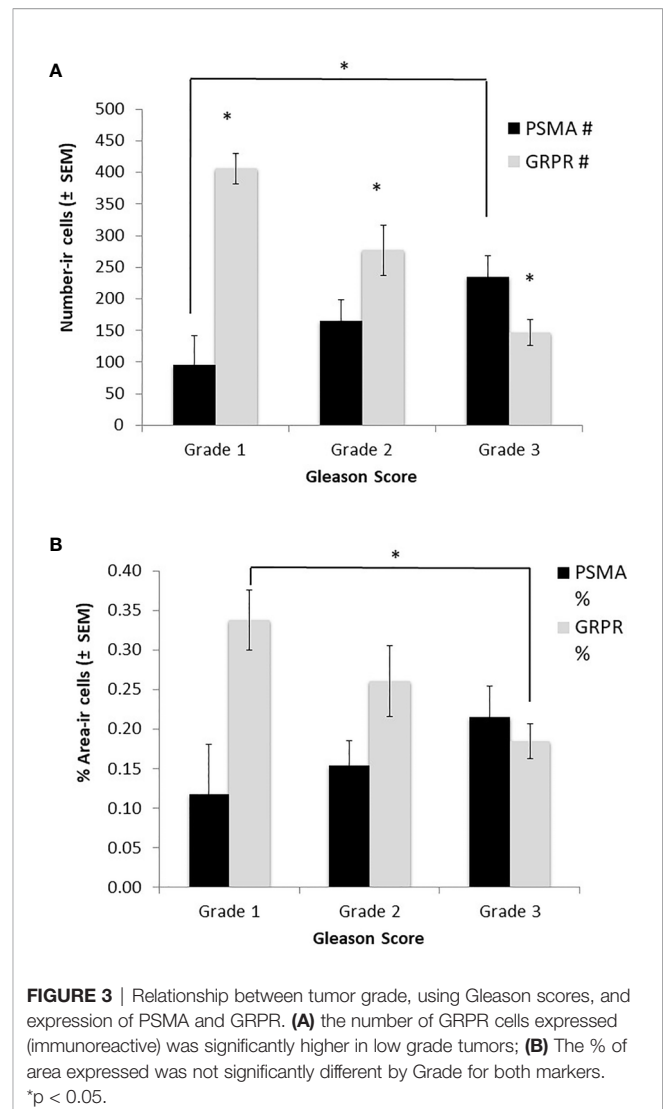 A
*
500
450
400
350
300
250
200
150
100
50
0
Number-ir cells (± SEM)
PSMA #
GRPR #
*
*
*
Grade 1 Grade 2 Grade 3
Gleason Score
B
*
0.40
0.35
0.30
0.25
0.20
0.15
0.10
0.05
0.00
% Area-ir cells (± SEM)
PSMA
%
GRPR
%
Grade 1 Grade 2 Grade 3
Gleason Score
FIGURE 3 | Relationship between tumor grade, using Gleason scores, and
expression of PSMA and GRPR. (A) the number of GRPR cells expressed
(immunoreactive) was significantly higher in low grade tumors; (B) The % of
area expressed was not significantly different by Grade for both markers.
*p < 0.05.